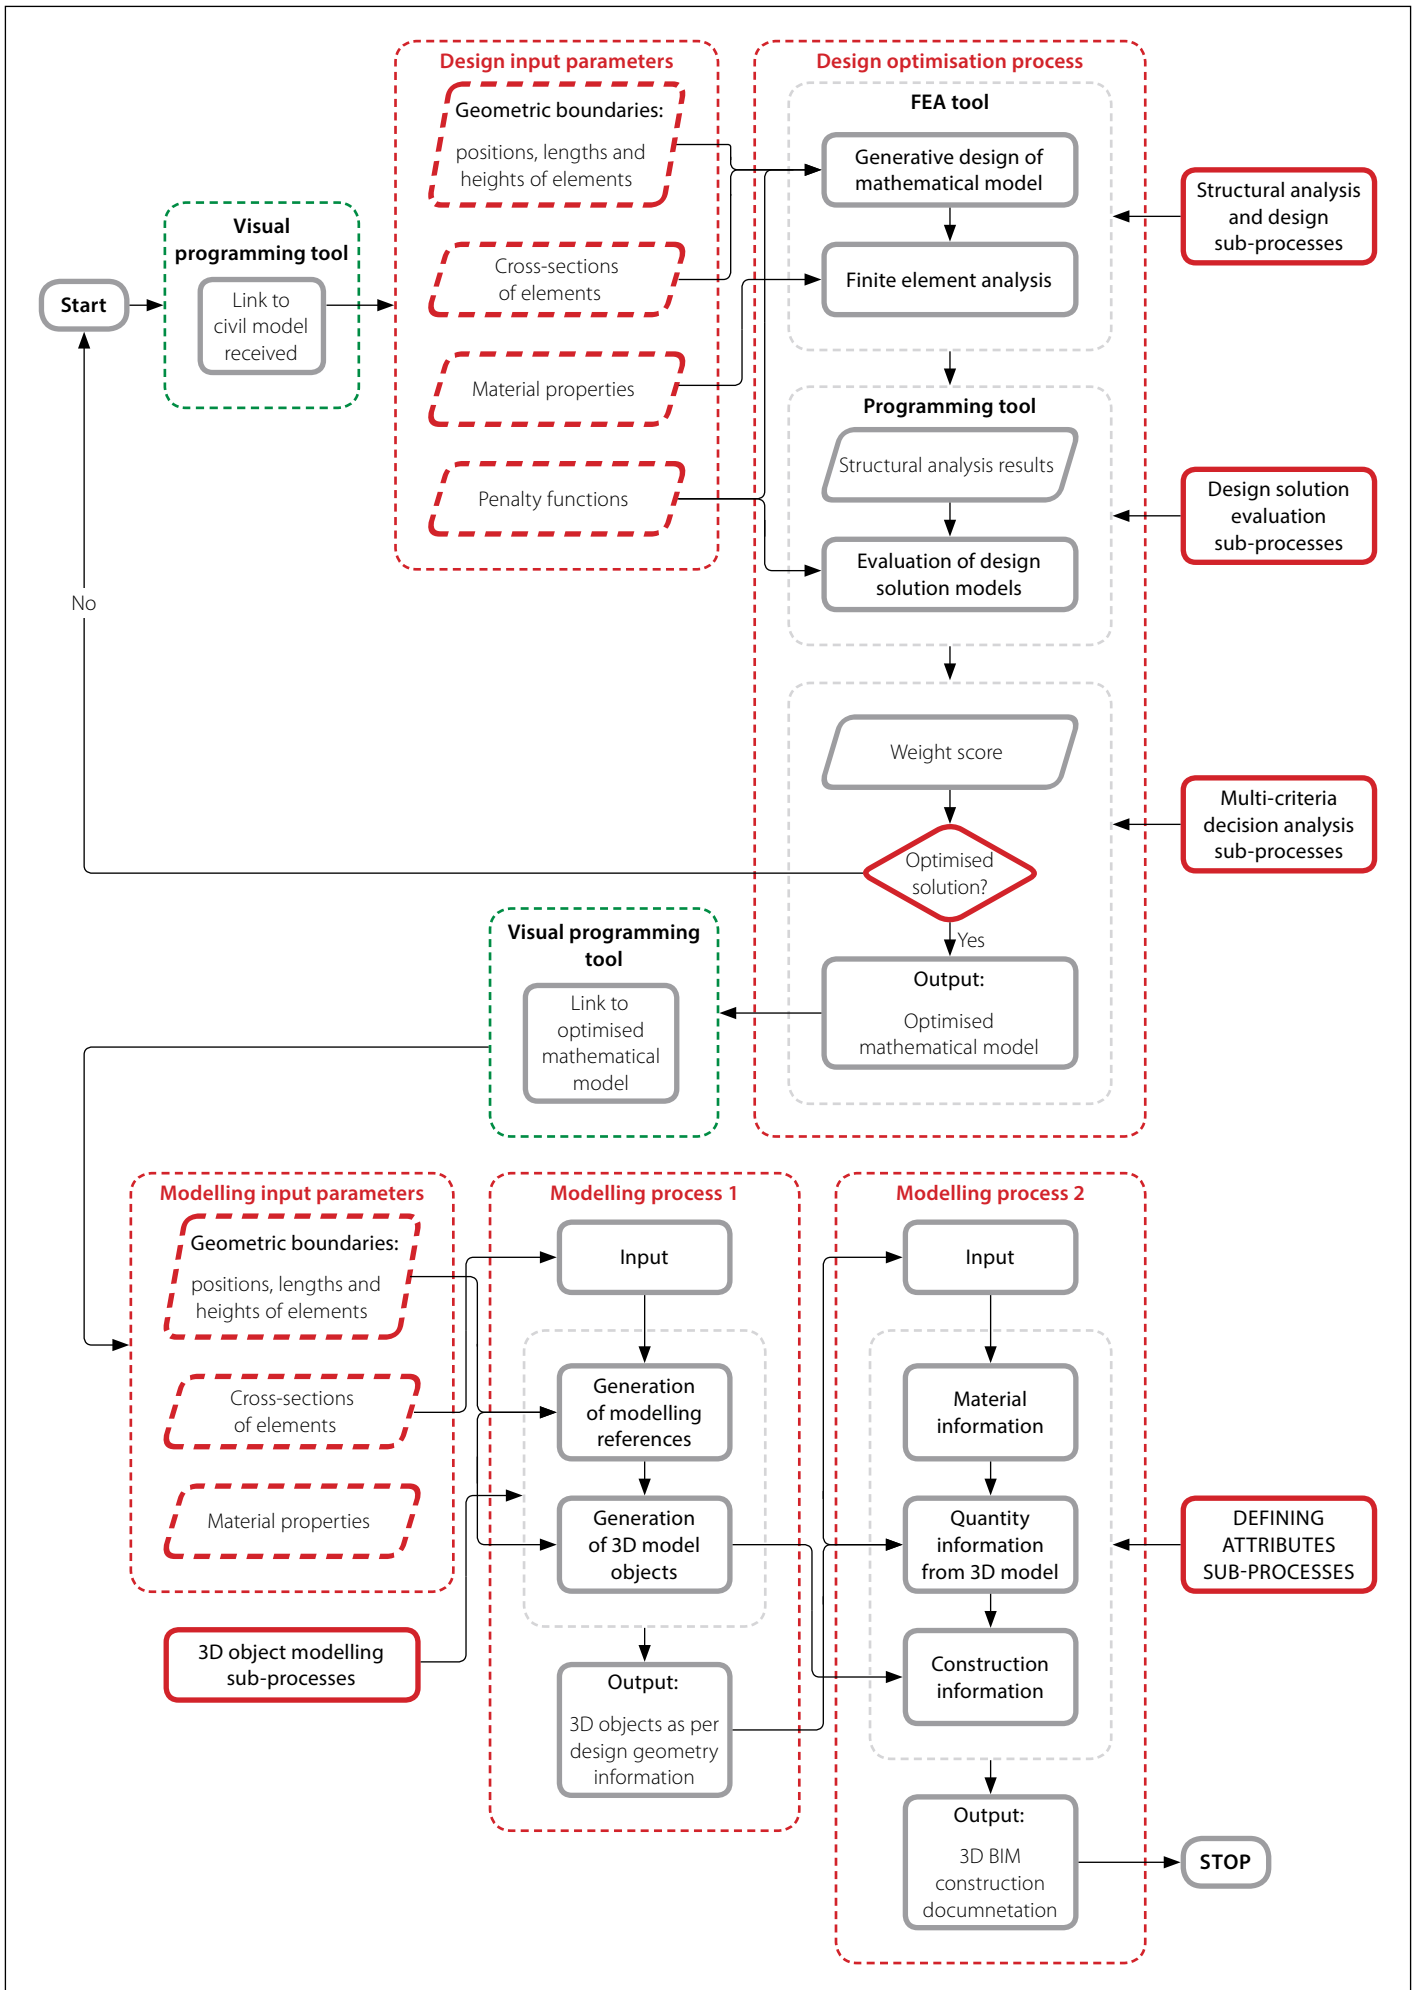 Start
Visual
programming tool
Link to
civil model
received
Design input parameters
Geometric boundaries:
positions, lengths and
heights of elements
Cross-sections
of elements
Material properties
Penalty functions
Design optimisation process
FEA tool
Generative design of
mathematical model
Finite element analysis
Structural analysis
and design
sub-processes
Programming tool
Structural analysis results
Evaluation of design
solution models
Design solution
evaluation
sub-processes
No
Weight score
Optimised
solution?
Yes
Output:
Optimised
mathematical model
Multi-criteria
decision analysis
sub-processes
Visual programming
tool
Link to
optimised
mathematical
model
Modelling input parameters
Geometric boundaries:
positions, lengths and
heights of elements
Cross-sections
of elements
Material properties
3D object modelling
sub-processes
Modelling process 1
Input
Generation
of modelling
references
Generation
of 3D model
objects
Output:
3D objects as per
design geometry
information
Modelling process 2
Input
Material
information
Quantity
information
from 3D model
Construction
information
Output:
3D BIM
construction
documnetation
DEFINING
ATTRIBUTES
SUB-PROCESSES
STOP